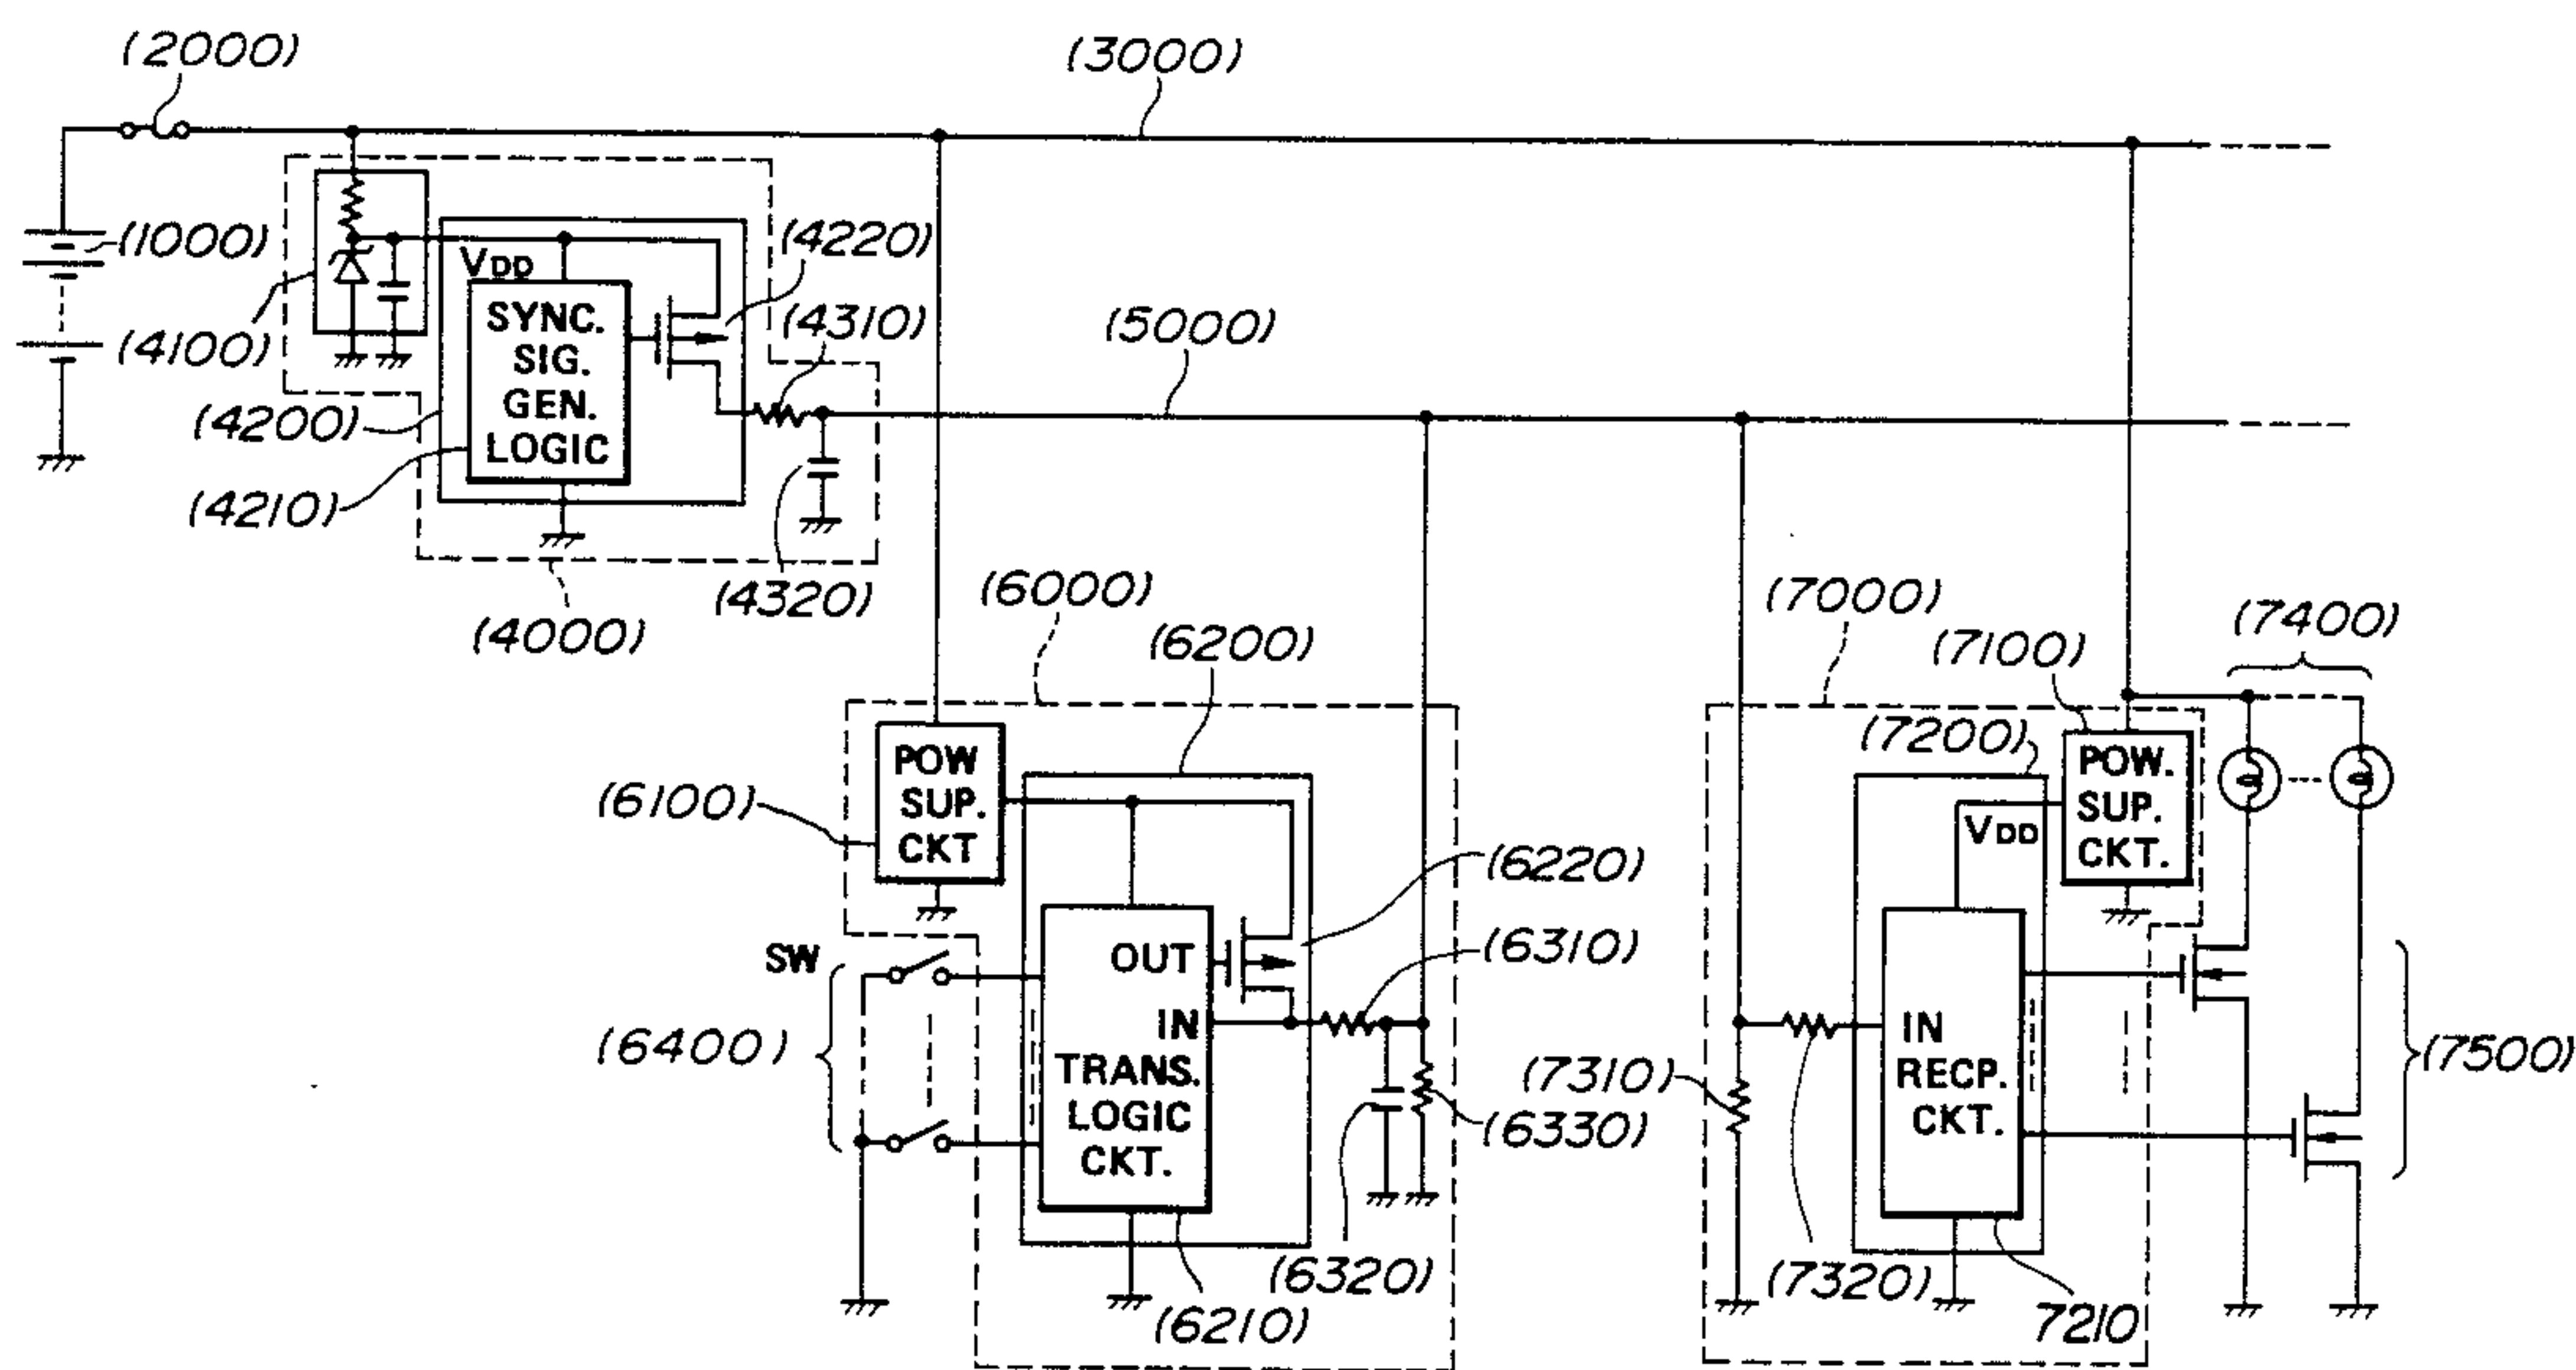 (2000)
(3000)
(1000)
(4100)
VDD
SYNC.
SIG.
GEN.
LOGIC
(4220)
(4310)
(5000)
(4200)
(4210)
(4320)
(4000)
(6000)
(6200)
(7000)
(7100)
(7400)
(7200)
(6100)
POW
SUP.
CKT
POW.
SUP.
CKT.
VDD
(6220)
(6310)
SW
OUT
IN
TRANS.
LOGIC
CKT.
(6400)
(6330)
(6320)
(6210)
(7310)
IN
RECP.
CKT.
(7500)
(7320)
7210